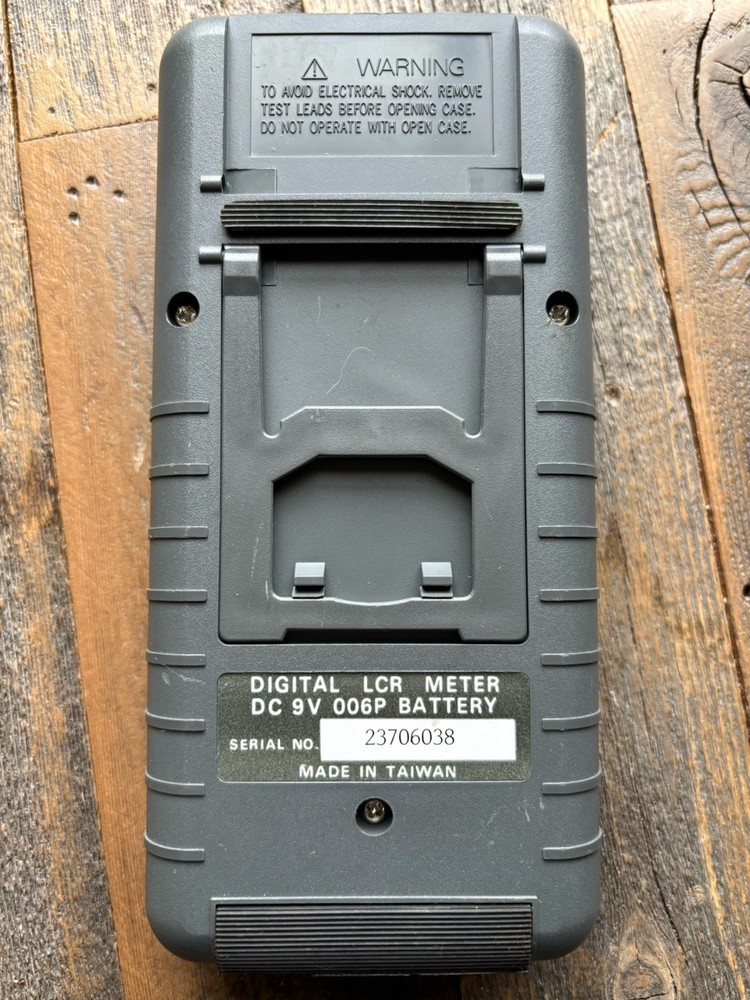 WARNING
TO AVOID ELECTRICAL SHOCK. REMOVE
TEST LEADS BEFORE OPENING CASE.
DO NOT OPERATE WITH OPEN CASE.
DIGITAL LCR METER
DC 9V 006P BATTERY
SERIAL NO. 23706038
MADE IN TAIWAN